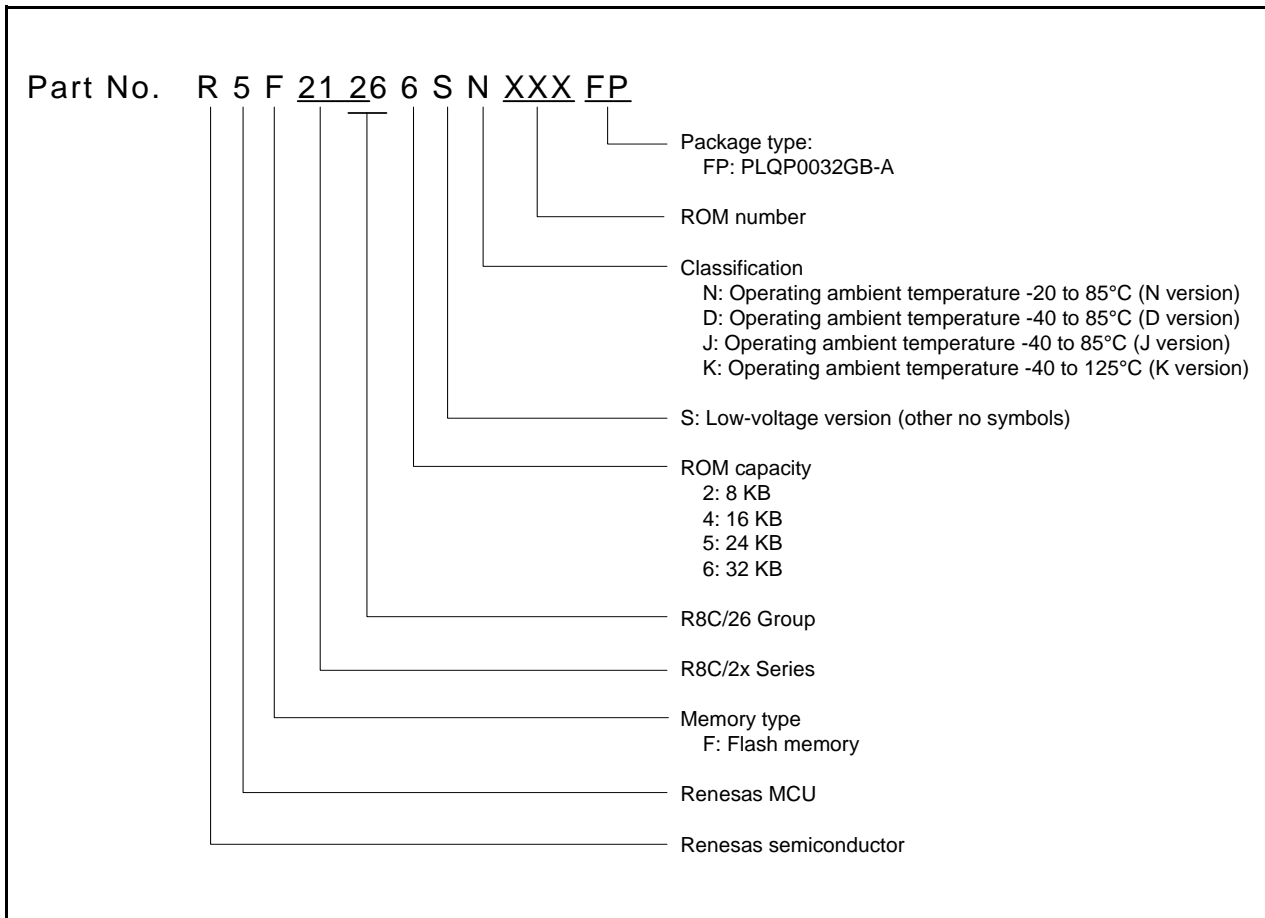 Part No. R 5 F 21 26 6 S N XXX FP
Package type:
FP: PLQP0032GB-A
ROM number
Classification
N: Operating ambient temperature -20 to 85°C (N version)
D: Operating ambient temperature -40 to 85°C (D version)
J: Operating ambient temperature -40 to 85°C (J version)
K: Operating ambient temperature -40 to 125°C (K version)
S: Low-voltage version (other no symbols)
ROM capacity
2: 8 KB
4: 16 KB
5: 24 KB
6: 32 KB
R8C/26 Group
R8C/2x Series
Memory type
F: Flash memory
Renesas MCU
Renesas semiconductor